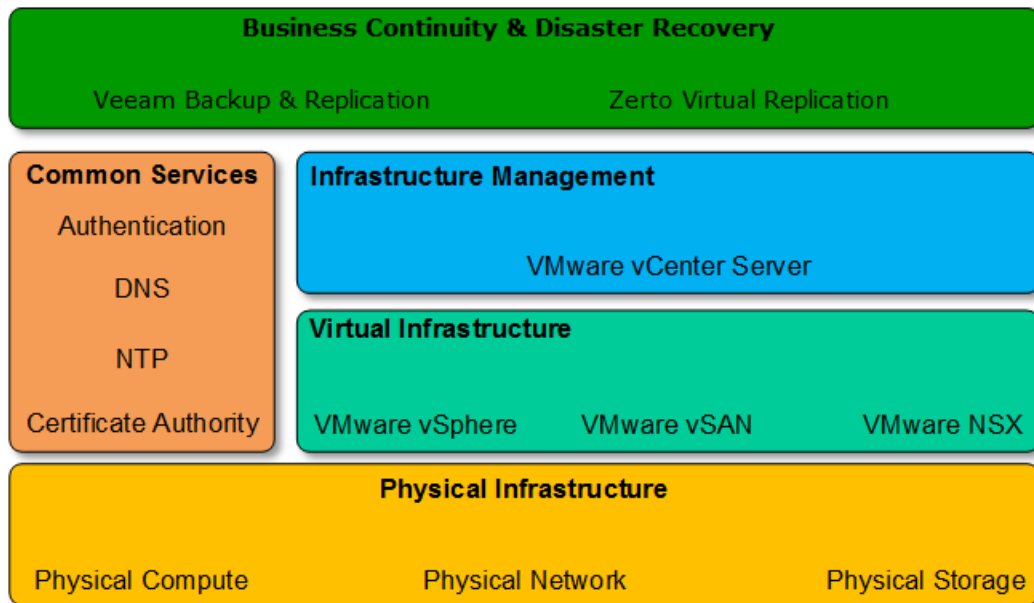 Business Continuity & Disaster Recovery
Veeam Backup & Replication
Zerto Virtual Replication
Common Services
Authentication
DNS
NTP
Certificate Authority
Infrastructure Management
VMware vCenter Server
Virtual Infrastructure
VMware vSphere
VMware vSAN
VMware NSX
Physical Infrastructure
Physical Compute
Physical Network
Physical Storage